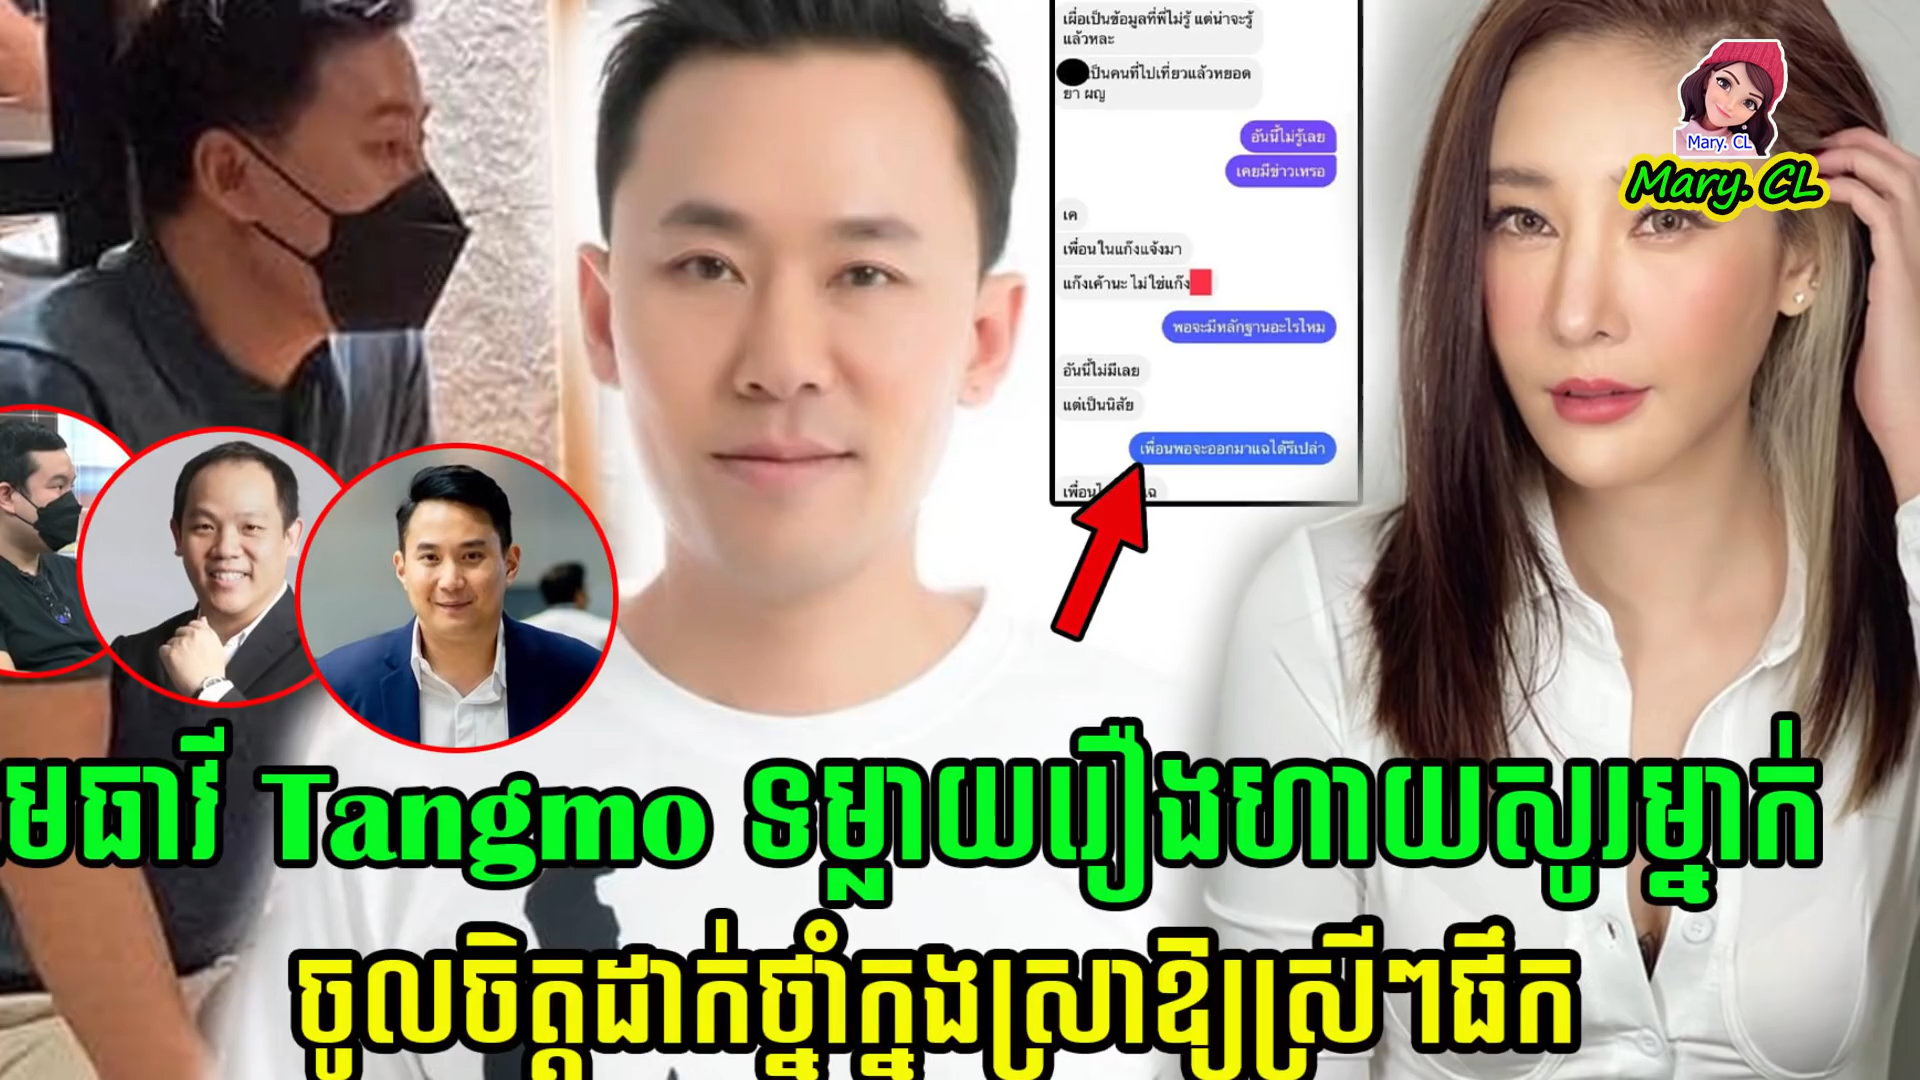 เผื่อเป็นข้อมูลที่พี่ไม่รู้ แต่น่าจะรู้
แล้วหละ
เป็นคนที่ไปเที่ยวแล้วหยอด
ยา ผญ
อันนี้ไม่รู้เลย
เคยมีข่าวเหรอ
เค
เพื่อนในแก๊งแจ้งมา
แก๊งเค้านะ ไม่ใช่แก๊ง
พอจะมีหลักฐานอะไรไหม
อันนี้ไม่มีเลย
แต่เป็นนิสัย
เพื่อนพอจะออกมาแฉได้รึเปล่า
Mary. CL
Mary. CL
មេធាវី Tangmo ទម្លាយរឿងហាយសូរម្នាក់
ចូលចិត្តដាក់ថ្នាំក្នុងស្រាឱ្យស្រីៗផឹក